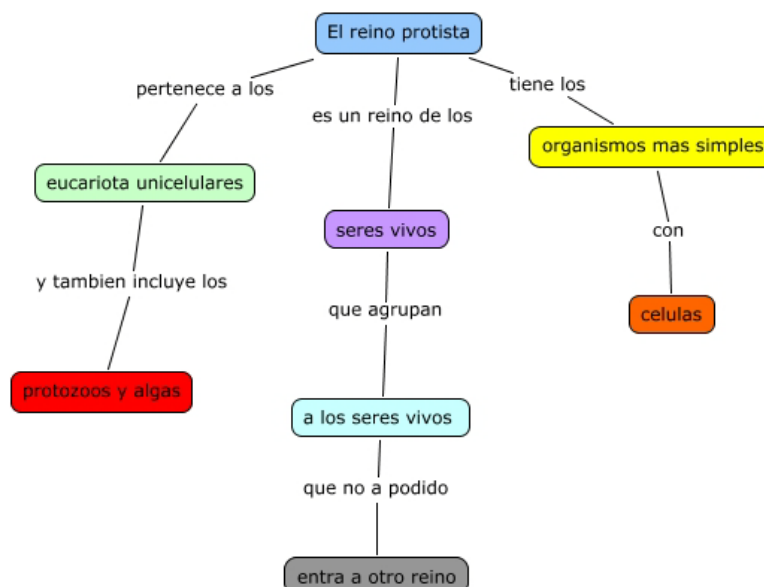 El reino protista
pertenece a los
es un reino de los
tiene los
eucariota unicelulares
seres vivos
organismos mas simples
y tambien incluye los
que agrupan
con
protozoos y algas
a los seres vivos
celulas
que no a podido
entra a otro reino